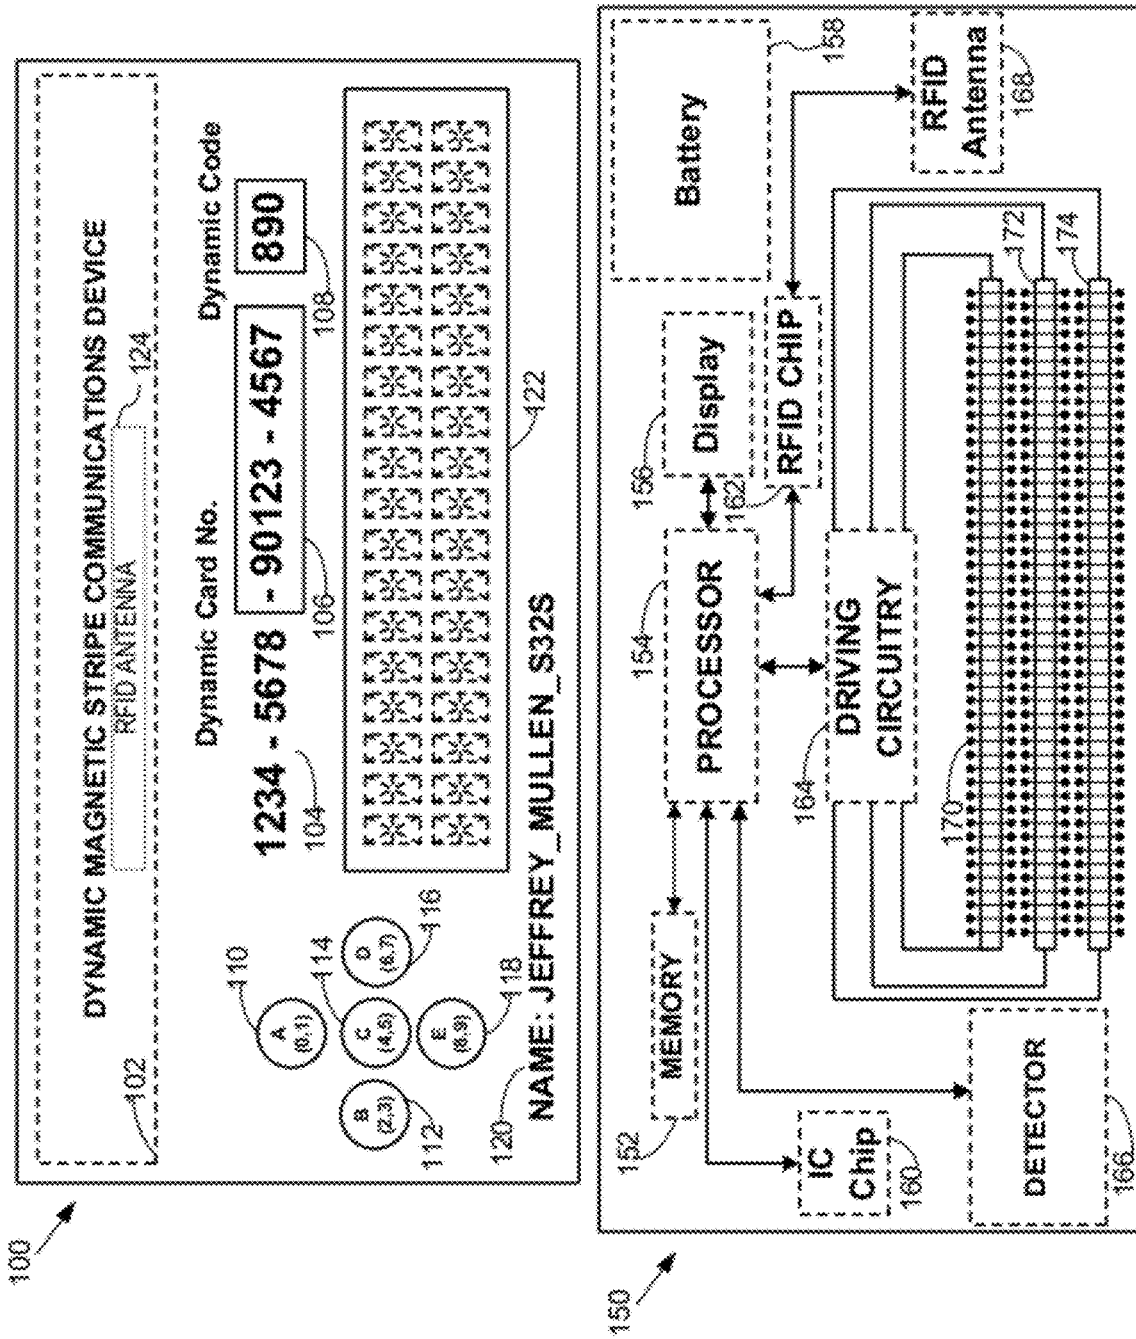 100
102
DYNAMIC MAGNETIC STRIPE COMMUNICATIONS DEVICE
RFID ANTENNA
124
Dynamic Card No.
Dynamic Code
1234 - 5678 - 90123 - 4567
890
104
106
108
110
A
(0,1)
B
(2,3)
C
(4,5)
D
(6,7)
E
(8,9)
112
114
116
118
122
120
NAME: JEFFREY_MULLEN_S32S
150
152
MEMORY
154
PROCESSOR
156
Display
Battery
158
162
RFID CHIP
IC
Chip
160
164
DRIVING
CIRCUITRY
RFID
Antenna
168
DETECTOR
166
170
172
174